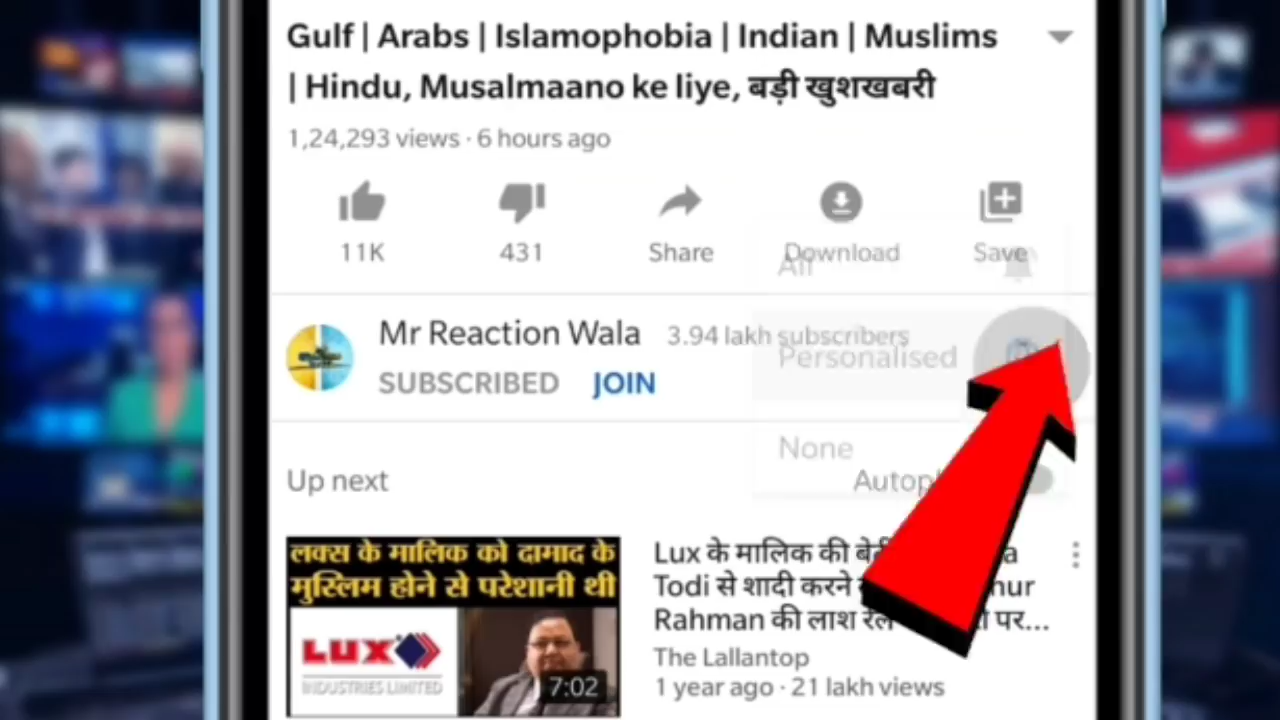 Gulf | Arabs | Islamophobia | Indian | Muslims
| Hindu, Musalmaano ke liye, बड़ी खुशखबरी
1,24,293 views · 6 hours ago
11K
431
Share
Download
Save
All
Mr Reaction Wala
3.94 lakh subscribers
Personalised
SUBSCRIBED
JOIN
None
Up next
लक्स के मालिक को दामाद के
मुस्लिम होने से परेशानी थी
LUX
INDUSTRIES LIMITED
7:02
Lux के मालिक की
Todi से शादी करने
Rahman की लाश पर...
The Lallantop
1 year ago · 21 lakh views